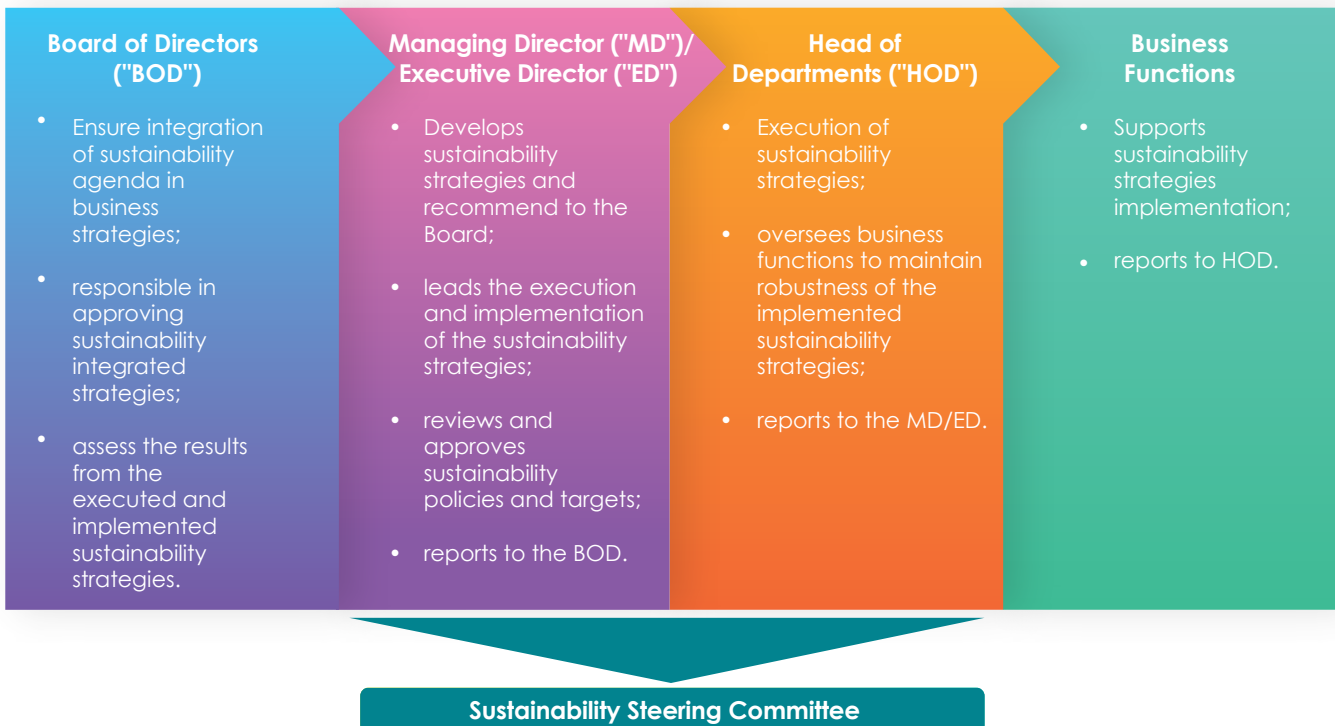 Board of Directors
("BOD")
• Ensure integration
of sustainability
agenda in
business
strategies;
• responsible in
approving
sustainability
integrated
strategies;
• assess the results
from the
executed and
implemented
sustainability
strategies.
Managing Director ("MD")/
Executive Director ("ED")
• Develops
sustainability
strategies and
recommend to the
Board;
• leads the execution
and implementation
of the sustainability
strategies;
• reviews and
approves
sustainability
policies and targets;
• reports to the BOD.
Head of
Departments ("HOD")
• Execution of
sustainability
strategies;
• oversees business
functions to maintain
robustness of the
implemented
sustainability
strategies;
• reports to the MD/ED.
Business
Functions
• Supports
sustainability
strategies
implementation;
• reports to HOD.
Sustainability Steering Committee